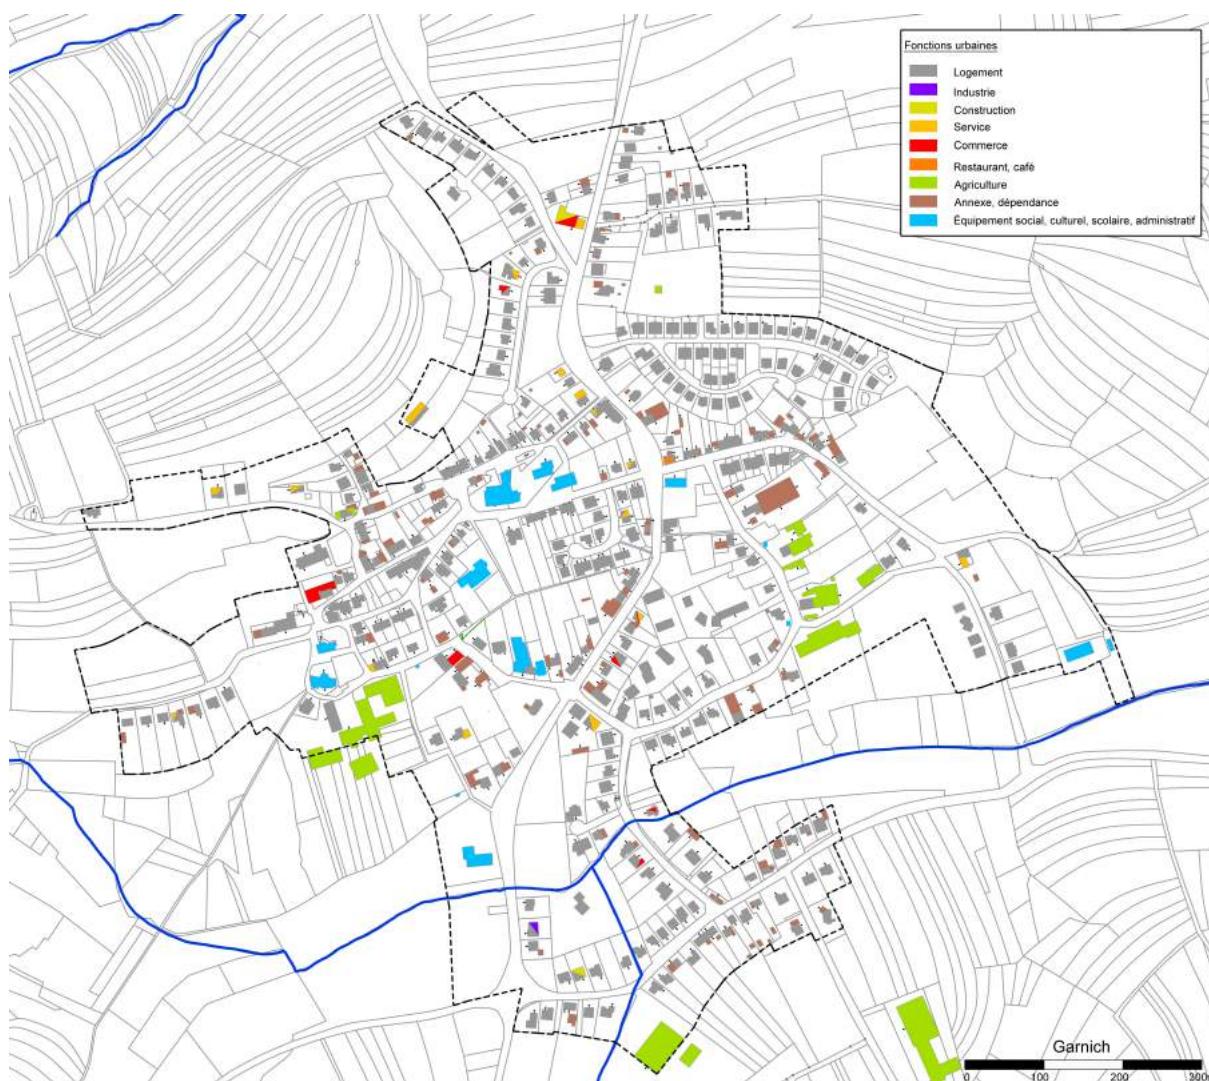 Fonctions urbaines
Logement
Industrie
Construction
Service
Commerce
Restaurant, café
Agriculture
Annexe, dépendance
Équipement social, culturel, scolaire, administratif
Garnich
0 100 200 300